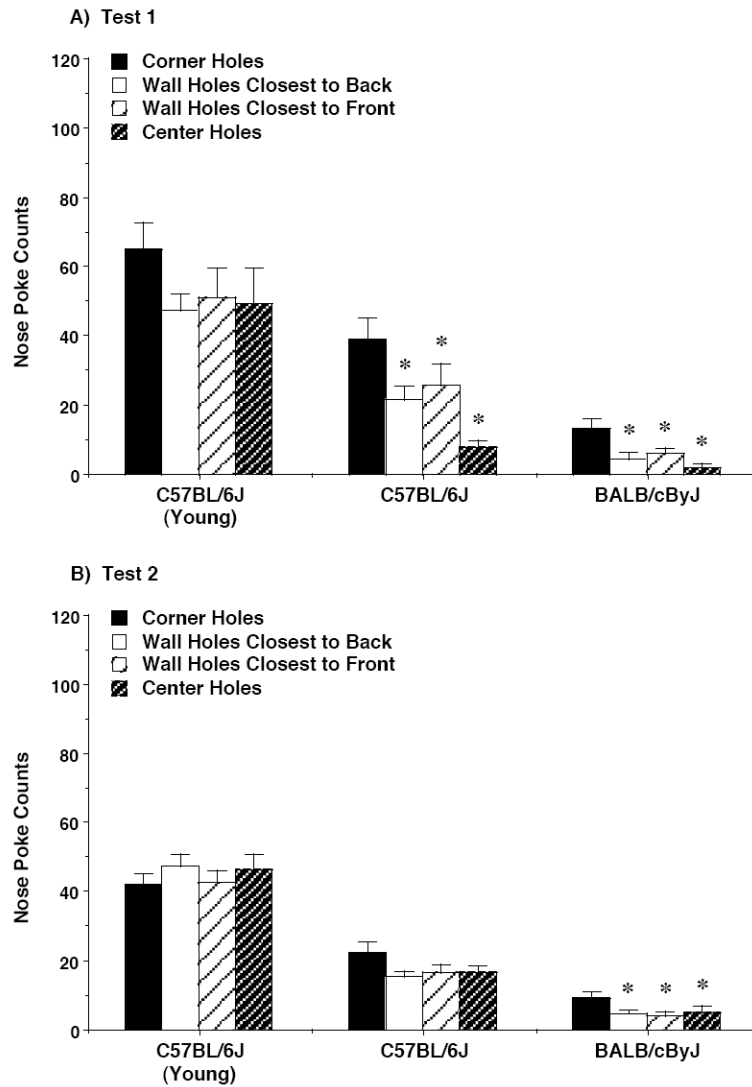 A) Test 1
Corner Holes
Wall Holes Closest to Back
Wall Holes Closest to Front
Center Holes
120
100
80
60
40
20
0
Nose Poke Counts
* * *
* * *
C57BL/6J
(Young)
C57BL/6J
BALB/cByJ
B) Test 2
Corner Holes
Wall Holes Closest to Back
Wall Holes Closest to Front
Center Holes
120
100
80
60
40
20
0
Nose Poke Counts
* * *
C57BL/6J
(Young)
C57BL/6J
BALB/cByJ